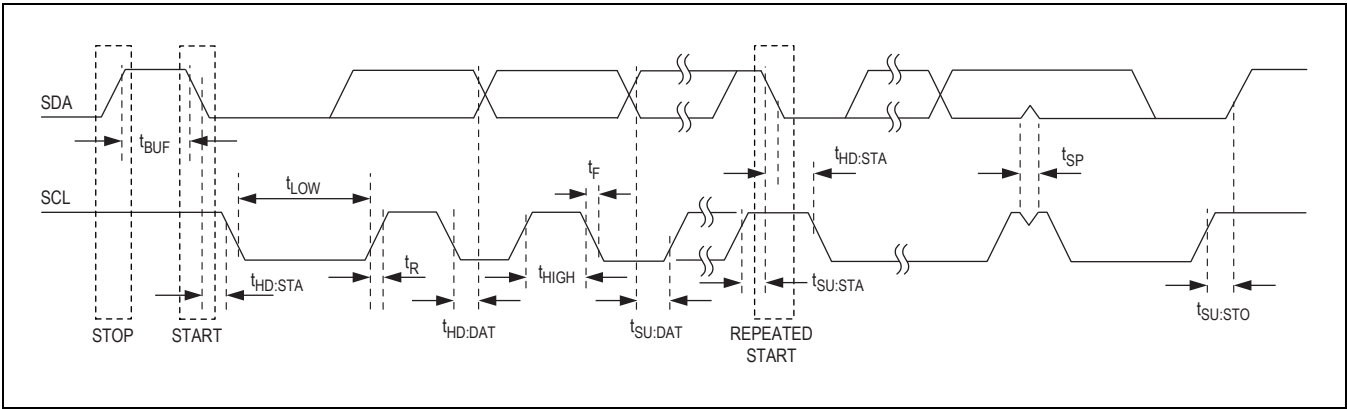 SDA
tBUF
tF
tHD:STA
tSP
tLOW
SCL
tHD:STA
tR
tHD:DAT
tHIGH
tSU:DAT
tSU:STA
tSU:STO
STOP
START
REPEATED
START